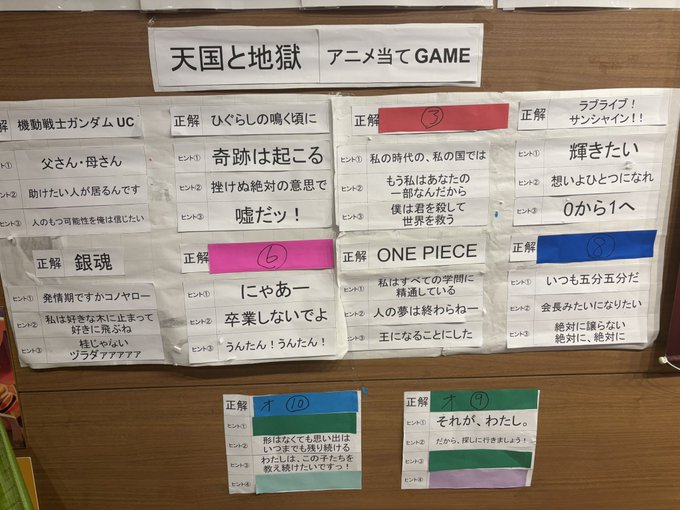 天国と地獄 アニメ当てGAME
正解 機動戦士ガンダムUC
ヒント① 父さん・母さん
ヒント② 助けたい人が居るんです
ヒント③ 人のもつ可能性を俺は信じたい
正解 ひぐらしの鳴く頃に
ヒント① 奇跡は起こる
ヒント② 挫けぬ絶対の意思で
ヒント③ 嘘だッ！
正解 ③
ヒント① 私の時代の、私の国では
ヒント② もう私はあなたの
一部なんだから
ヒント③ 僕は君を殺して
世界を救う
正解 ラブライブ！
サンシャイン！！
ヒント① 輝きたい
ヒント② 想いよひとつになれ
ヒント③ 0から1へ
正解 銀魂
ヒント① 発情期ですかコノヤロー
ヒント② 私は好きな木に止まって
好きに飛ぶね
ヒント③ 桂じゃない
ヅラダァァァァァ
正解 ⑥
ヒント① にゃあー
ヒント② 卒業しないでよ
ヒント③ うんたん！うんたん！
正解 ONE PIECE
ヒント① 私はすべての学問に
精通している
ヒント② 人の夢は終わらねー
ヒント③ 王になることにした
正解 ⑧
ヒント① いつも五分五分だ
ヒント② 会長みたいになりたい
ヒント③ 絶対に譲らない
絶対に、絶対に
正解 オ ⑩
ヒント①
ヒント② 形はなくても思い出は
いつまでも残り続ける
ヒント③ わたしは、この子たちを
教え続けたいですっ！
ヒント④
正解 オ ⑨
ヒント① それが、わたし。
ヒント② だから、探しに行きましょう！
ヒント③
ヒント④